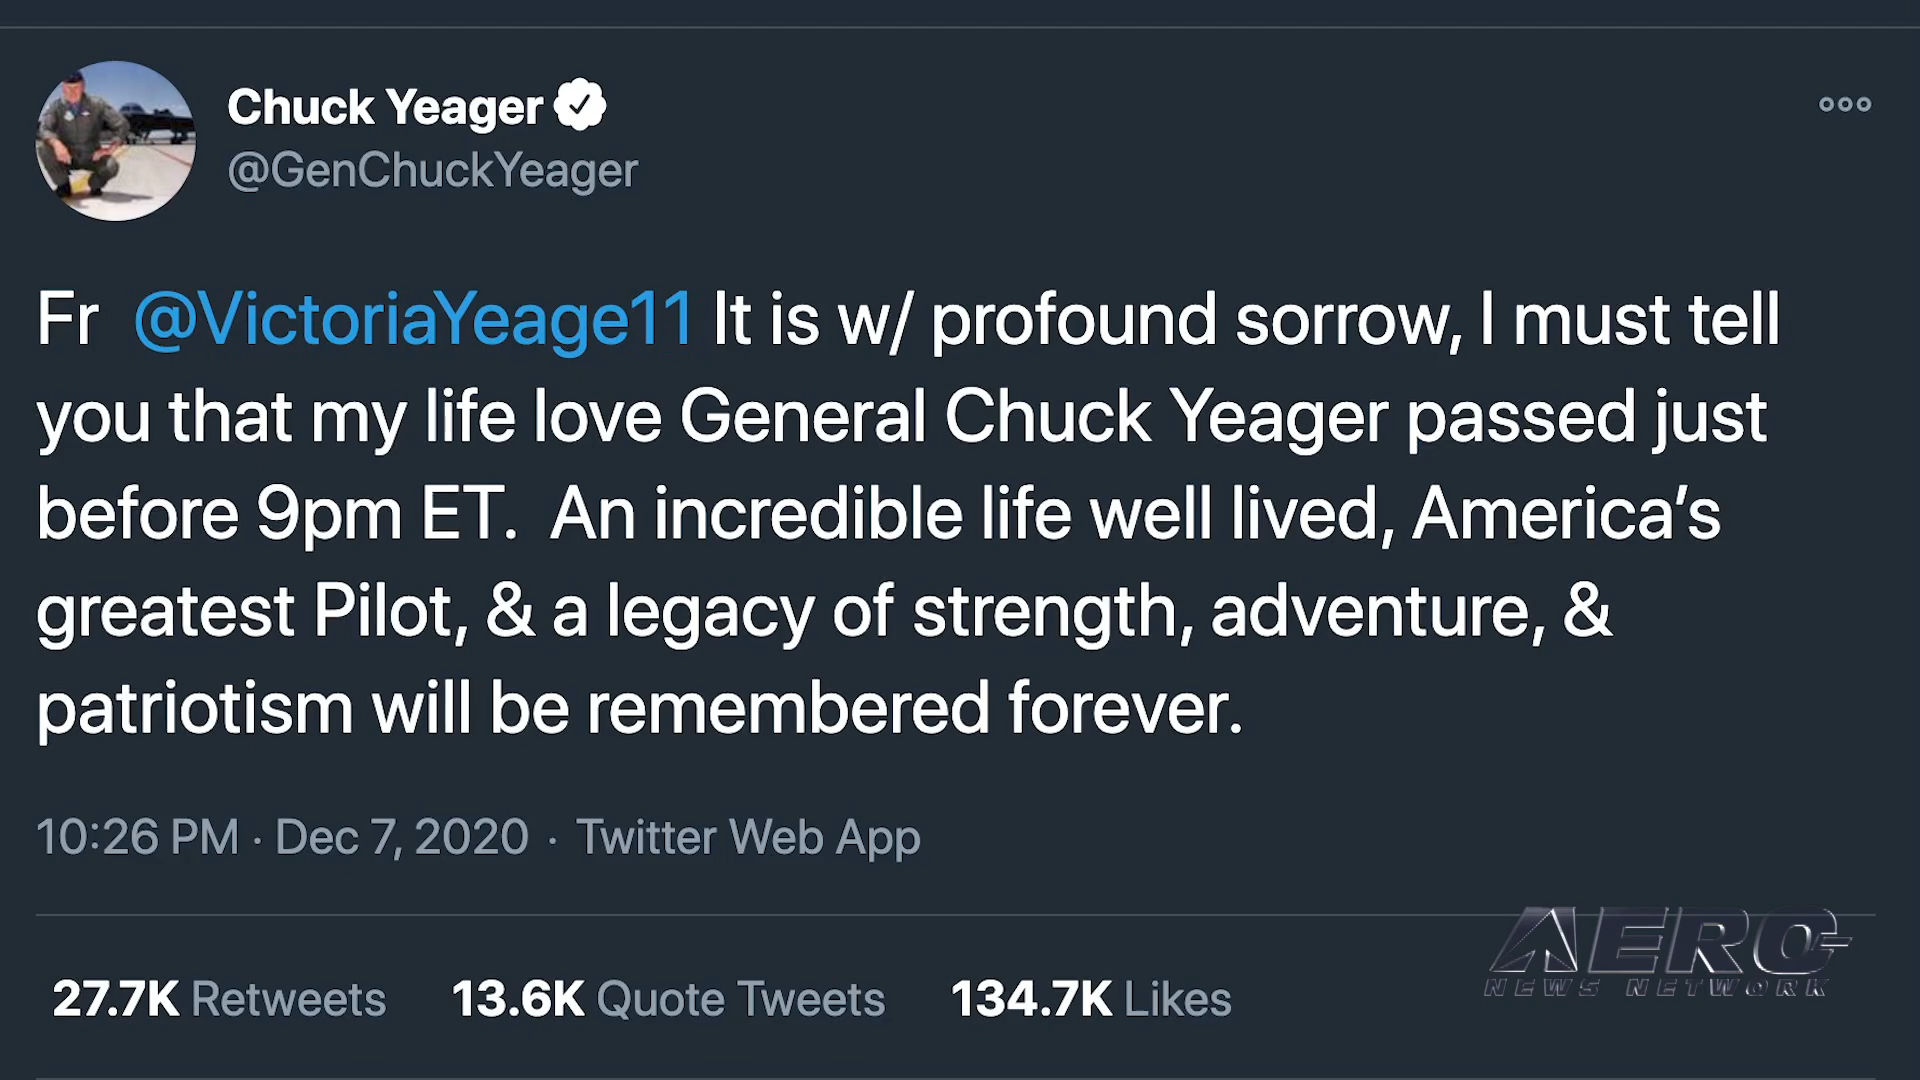 Chuck Yeager
@GenChuckYeager
Fr @VictoriaYeage11 It is w/ profound sorrow, I must tell
you that my life love General Chuck Yeager passed just
before 9pm ET. An incredible life well lived, America’s
greatest Pilot, & a legacy of strength, adventure, &
patriotism will be remembered forever.
10:26 PM · Dec 7, 2020 · Twitter Web App
27.7K Retweets 13.6K Quote Tweets 134.7K Likes
AERO
NEWS NETWORK